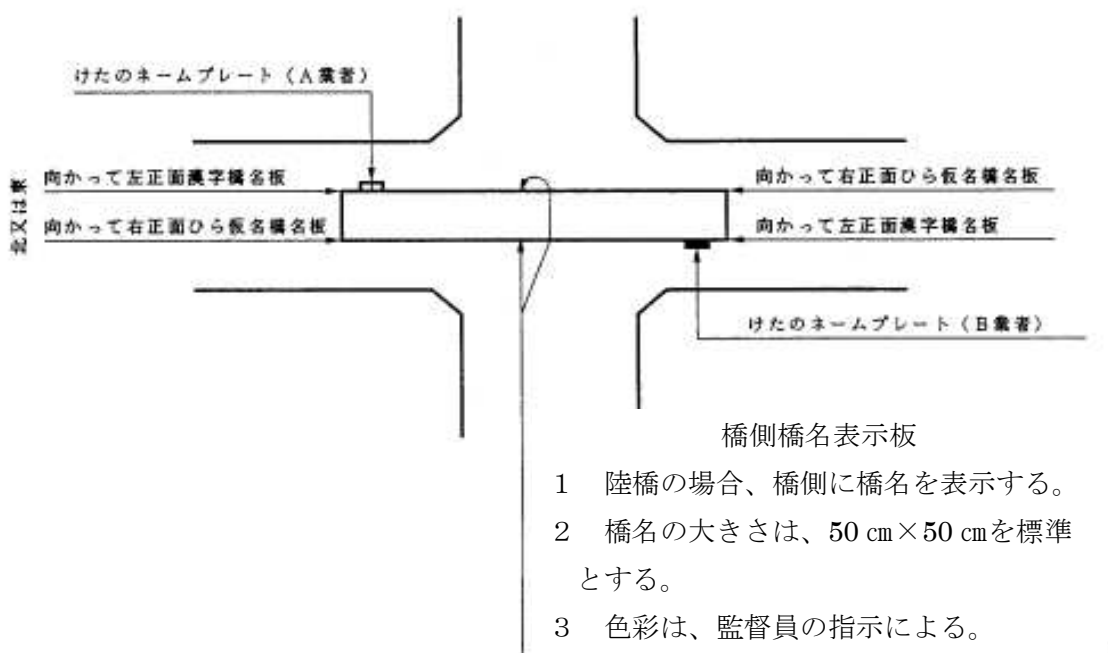 けたのネームプレート（A業者）
北又は東
向かって左正面漢字橋名板
向かって右正面ひら仮名橋名板
向かって右正面ひら仮名橋名板
向かって左正面漢字橋名板
けたのネームプレート（B業者）
橋側橋名表示板
1　陸橋の場合、橋側に橋名を表示する。
2　橋名の大きさは、50㎝×50㎝を標準
とする。
3　色彩は、監督員の指示による。